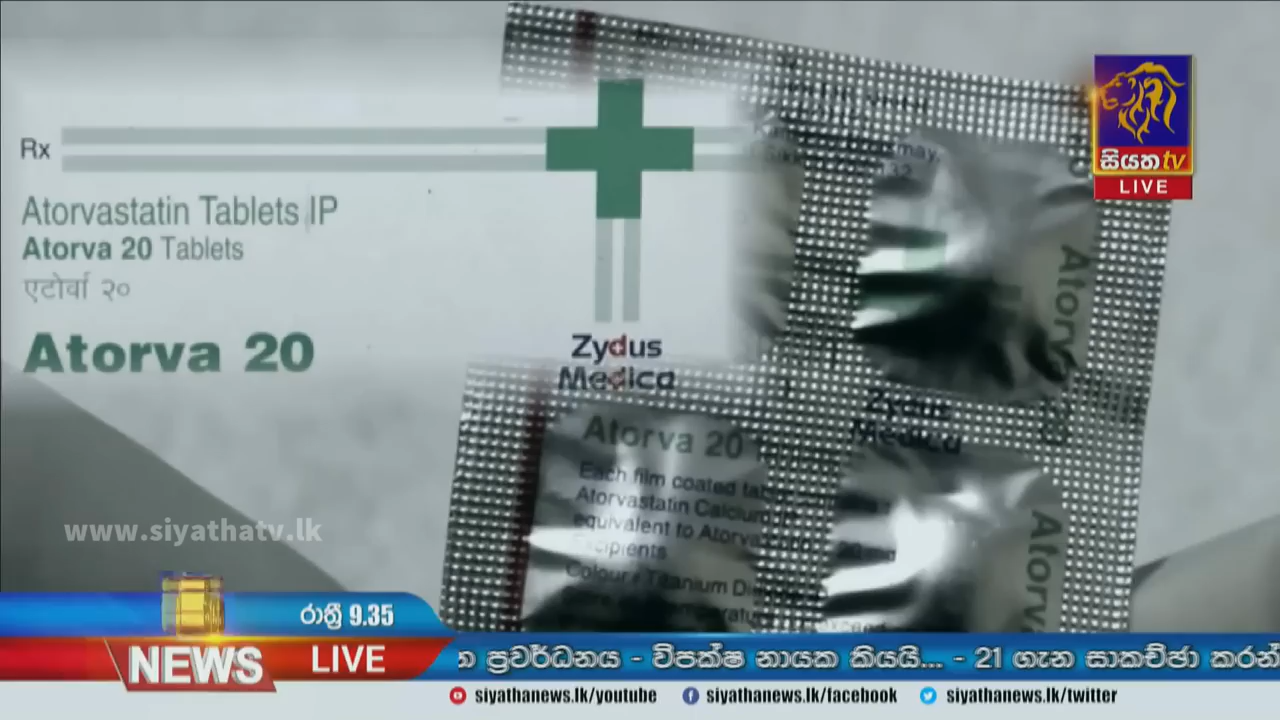 Rx
Atorvastatin Tablets IP
Atorva 20 Tablets
एटोर्वा २०
Atorva 20
Zydus
Medica
may,
Atorva
Zydus
Medica
Atorva 20
Each film coated
Atorvastatin Calcium
equivalent to
Excipients
සියත tv
LIVE
www.siyathatv.lk
රාත්‍රී 9.35
NEWS LIVE
න ප්‍රවර්ධනය - විපක්ෂ නායක කියයි... - 21 ගැන සාකච්ඡා කරන්
siyathanews.lk/youtube siyathanews.lk/facebook siyathanews.lk/twitter